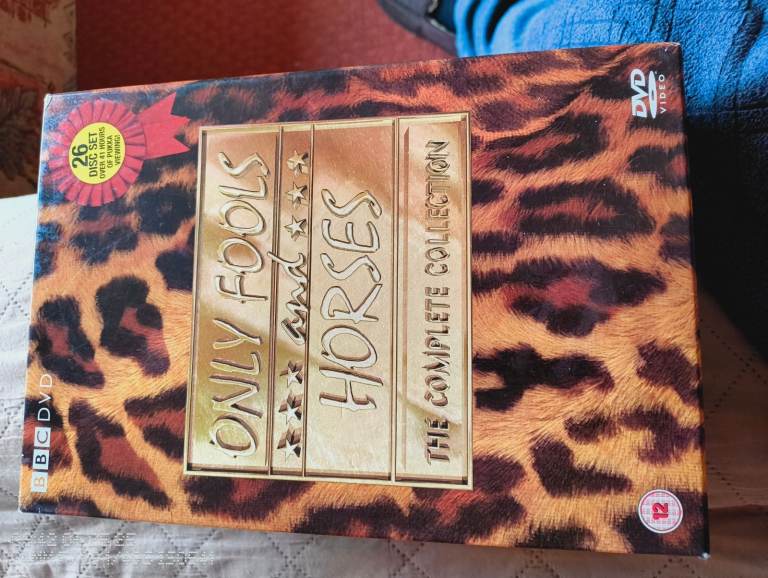 BBC DVD
26
DISC SET
OVER 41 HOURS
OF PUKKA
VIEWING!
ONLY FOOLS
and
HORSES
THE COMPLETE COLLECTION
DVD
VIDEO
12